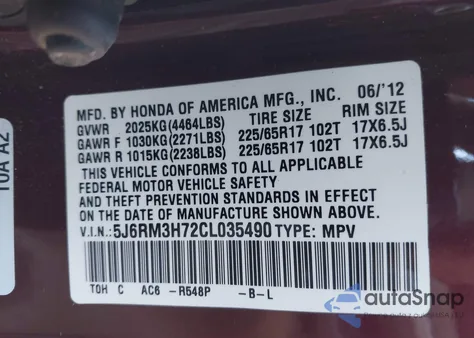 MFD. BY HONDA OF AMERICA MFG., INC. 06/'12
GVWR 2025KG(4464LBS) TIRE SIZE RIM SIZE
GAWR F 1030KG(2271LBS) 225/65R17 102T 17X6.5J
GAWR R 1015KG(2238LBS) 225/65R17 102T 17X6.5J
THIS VEHICLE CONFORMS TO ALL APPLICABLE
FEDERAL MOTOR VEHICLE SAFETY
AND THEFT PREVENTION STANDARDS IN EFFECT
ON THE DATE OF MANUFACTURE SHOWN ABOVE.
V.I.N.:5J6RM3H72CL035490 TYPE: MPV
TOH C AC6 -R548P -B-L
10A A2
autoSnap